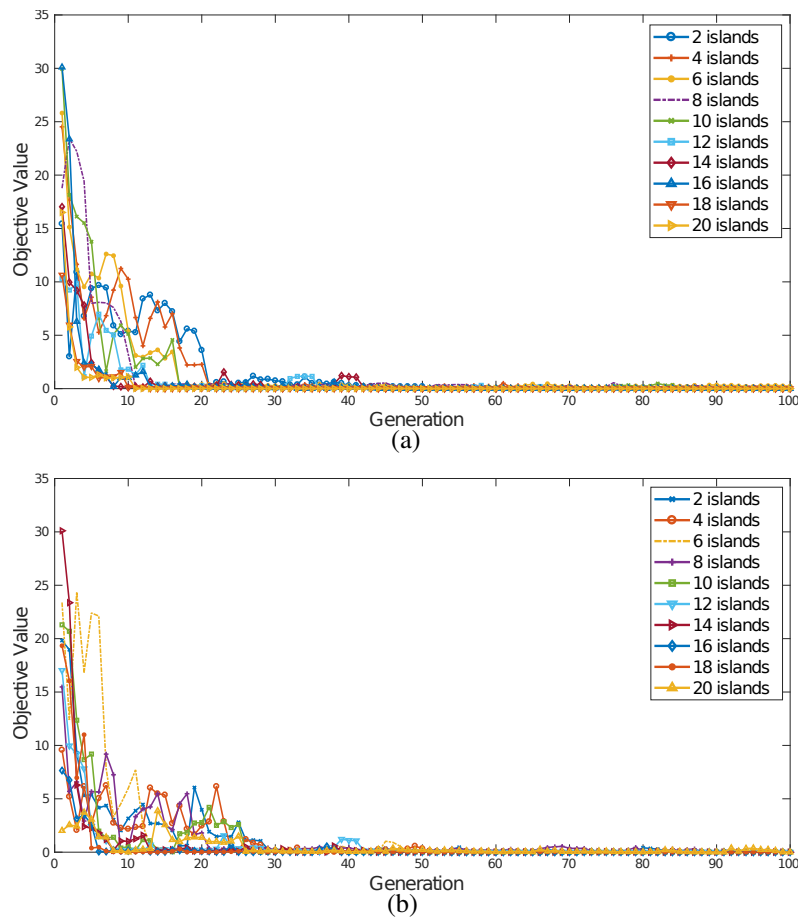 35
30
25
20
15
10
5
0
Objective Value
0 10 20 30 40 50 60 70 80 90 100
Generation
2 islands
4 islands
6 islands
8 islands
10 islands
12 islands
14 islands
16 islands
18 islands
20 islands
(a)
35
30
25
20
15
10
5
0
Objective Value
0 10 20 30 40 50 60 70 80 90 100
Generation
2 islands
4 islands
6 islands
8 islands
10 islands
12 islands
14 islands
16 islands
18 islands
20 islands
(b)